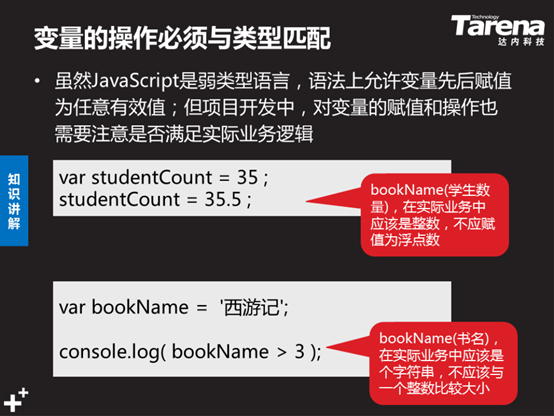 变量的操作必须与类型匹配
Technology
Tarena
达内科技
• 虽然JavaScript是弱类型语言，语法上允许变量先后赋值
为任意有效值；但项目开发中，对变量的赋值和操作也
需要注意是否满足实际业务逻辑
知识讲解
var studentCount = 35 ;
studentCount = 35.5 ;
bookName(学生数
量)，在实际业务中
应该是整数，不应赋
值为浮点数
var bookName =  '西游记';
console.log( bookName > 3 );
bookName(书名)，
在实际业务中应该是
个字符串，不应该与
一个整数比较大小